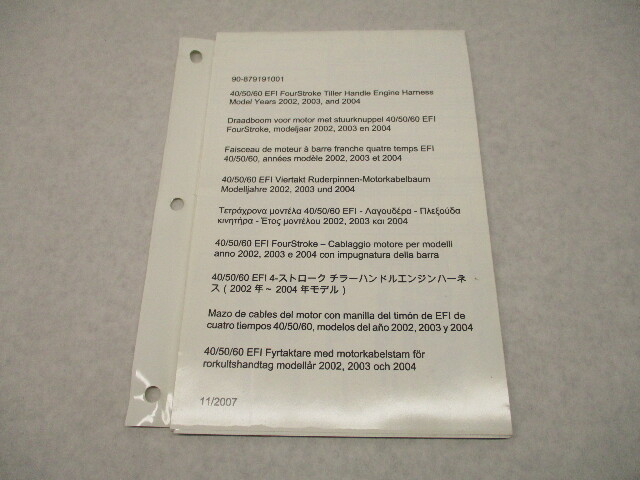 90-879191001
40/50/60 EFI FourStroke Tiller Handle Engine Harness
Model Years 2002, 2003, and 2004
Draadboom voor motor met stuurknuppel 40/50/60 EFI
FourStroke, modeljaar 2002, 2003 en 2004
Faisceau de moteur à barre franche quatre temps EFI
40/50/60, années modèle 2002, 2003 et 2004
40/50/60 EFI Viertakt Ruderpinnen-Motorkabelbaum
Modelljahre 2002, 2003 und 2004
Τετράχρονα μοντέλα 40/50/60 EFI - Λαγουδέρα - Πλεξούδα
κινητήρα - Έτος μοντέλου 2002, 2003 και 2004
40/50/60 EFI FourStroke – Cablaggio motore per modelli
anno 2002, 2003 e 2004 con impugnatura della barra
40/50/60 EFI 4-ストローク チラーハンドルエンジンハーネ
ス ( 2002 年 ~ 2004 年モデル )
Mazo de cables del motor con manilla del timón de EFI de
cuatro tiempos 40/50/60, modelos del año 2002, 2003 y 2004
40/50/60 EFI Fyrtaktare med motorkabelstam för
rorkultshandtag modellår 2002, 2003 och 2004
11/2007